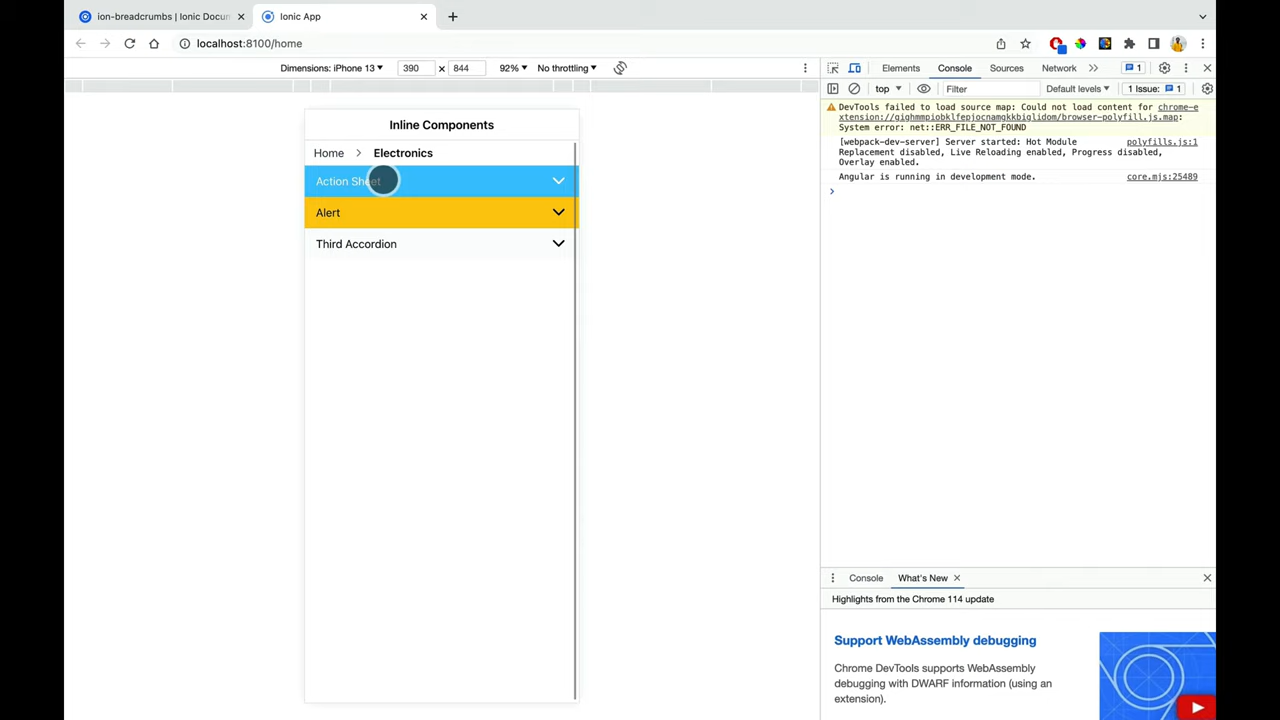 ion-breadcrumbs | Ionic Docum
Ionic App
localhost:8100/home
Dimensions: iPhone 13 390 × 844 92% No throttling
Elements Console Sources Network 1
top Filter Default levels 1 Issue: 1
Inline Components
Home Electronics
Action Sheet
Alert
Third Accordion
DevTools failed to load source map: Could not load content for chrome-e
xtension://gighmmpiobklfepjocnamgkkbiglidom/browser-polyfill.js.map:
System error: net::ERR_FILE_NOT_FOUND
[webpack-dev-server] Server started: Hot Module polyfills.js:1
Replacement disabled, Live Reloading enabled, Progress disabled,
Overlay enabled.
Angular is running in development mode. core.mjs:25489
Console What's New
Highlights from the Chrome 114 update
Support WebAssembly debugging
Chrome DevTools supports WebAssembly
debugging with DWARF information (using an
extension).